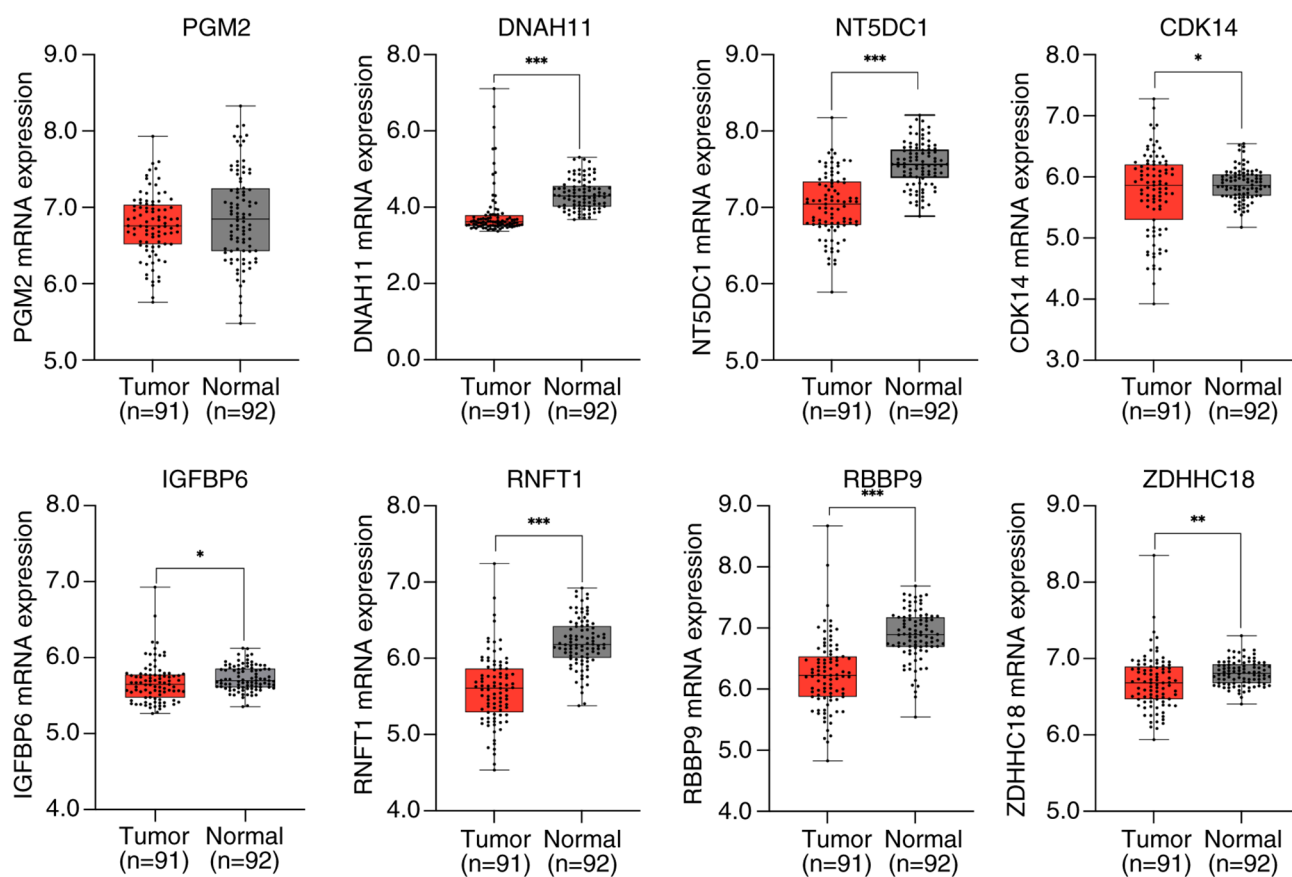 PGM2
PGM2 mRNA expression
9.0
8.0
7.0
6.0
5.0
Tumor Normal
(n=91) (n=92)
DNAH11
DNAH11 mRNA expression
8.0
6.0
4.0
2.0
0.0
***
Tumor Normal
(n=91) (n=92)
NT5DC1
NT5DC1 mRNA expression
9.0
8.0
7.0
6.0
5.0
***
Tumor Normal
(n=91) (n=92)
CDK14
CDK14 mRNA expression
8.0
7.0
6.0
5.0
4.0
3.0
*
Tumor Normal
(n=91) (n=92)
IGFBP6
IGFBP6 mRNA expression
8.0
7.0
6.0
5.0
4.0
*
Tumor Normal
(n=91) (n=92)
RNFT1
RNFT1 mRNA expression
8.0
7.0
6.0
5.0
4.0
***
Tumor Normal
(n=91) (n=92)
RBBP9
RBBP9 mRNA expression
9.0
8.0
7.0
6.0
5.0
4.0
***
Tumor Normal
(n=91) (n=92)
ZDHHC18
ZDHHC18 mRNA expression
9.0
8.0
7.0
6.0
5.0
**
Tumor Normal
(n=91) (n=92)